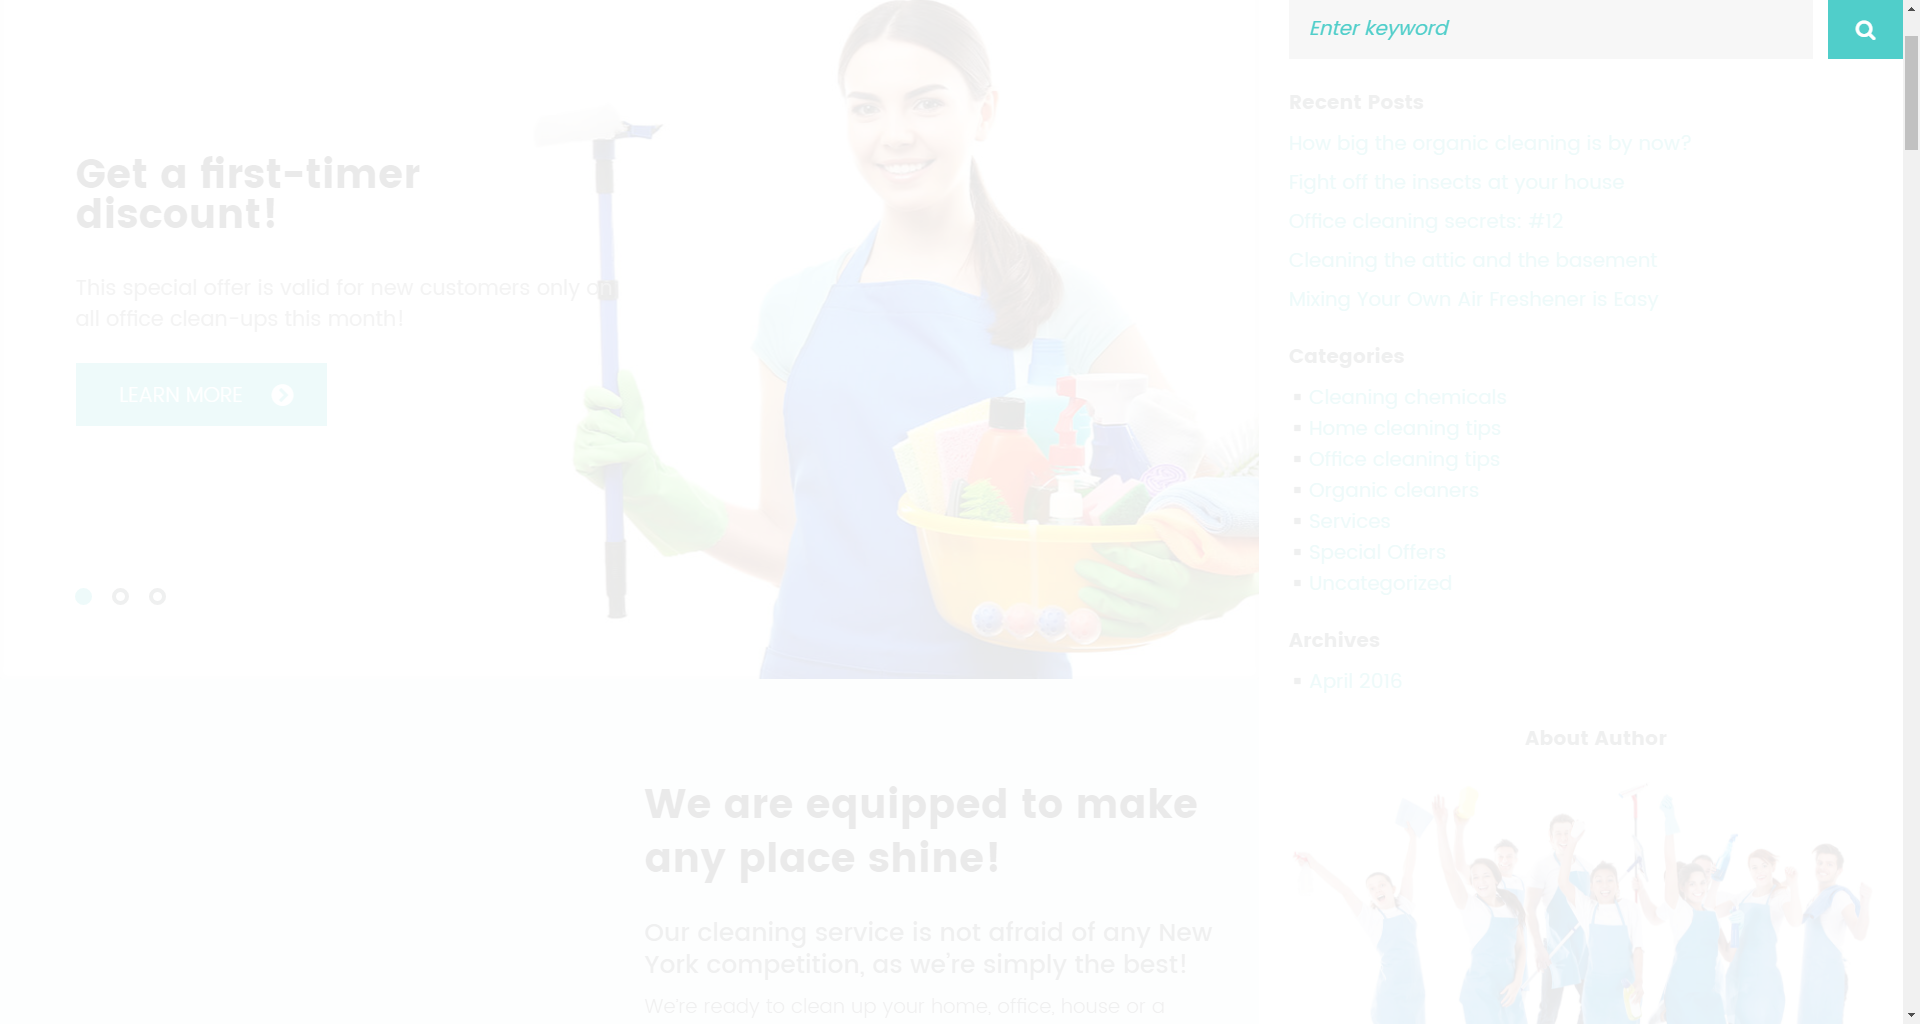 Enter keyword
Get a first-timer
discount!
This special offer is valid for new customers only on
all office clean-ups this month!
LEARN MORE
We are equipped to make
any place shine!
Our cleaning service is not afraid of any New
York competition, as we're simply the best!
We're ready to clean up your home, office, house or a
Recent Posts
How big the organic cleaning is by now?
Fight off the insects at your house
Office cleaning secrets: #12
Cleaning the attic and the basement
Mixing Your Own Air Freshener is Easy
Categories
Cleaning chemicals
Home cleaning tips
Office cleaning tips
Organic cleaners
Services
Special Offers
Uncategorized
Archives
April 2016
About Author